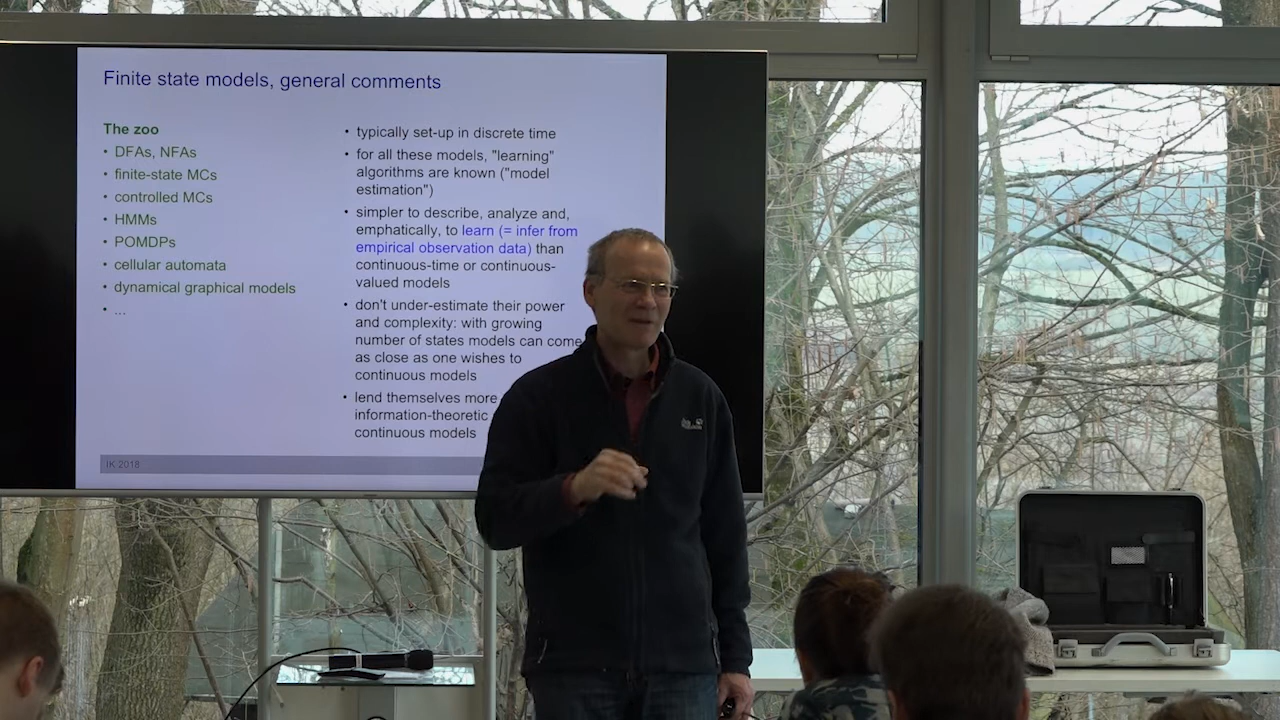 Finite state models, general comments
The zoo
• DFAs, NFAs
• finite-state MCs
• controlled MCs
• HMMs
• POMDPs
• cellular automata
• dynamical graphical models
• ...
• typically set-up in discrete time
• for all these models, "learning"
algorithms are known ("model
estimation")
• simpler to describe, analyze and,
emphatically, to learn (= infer from
empirical observation data) than
continuous-time or continuous-
valued models
• don't under-estimate their power
and complexity: with growing
number of states models can come
as close as one wishes to
continuous models
• lend themselves more
information-theoretic
continuous models
IK 2018